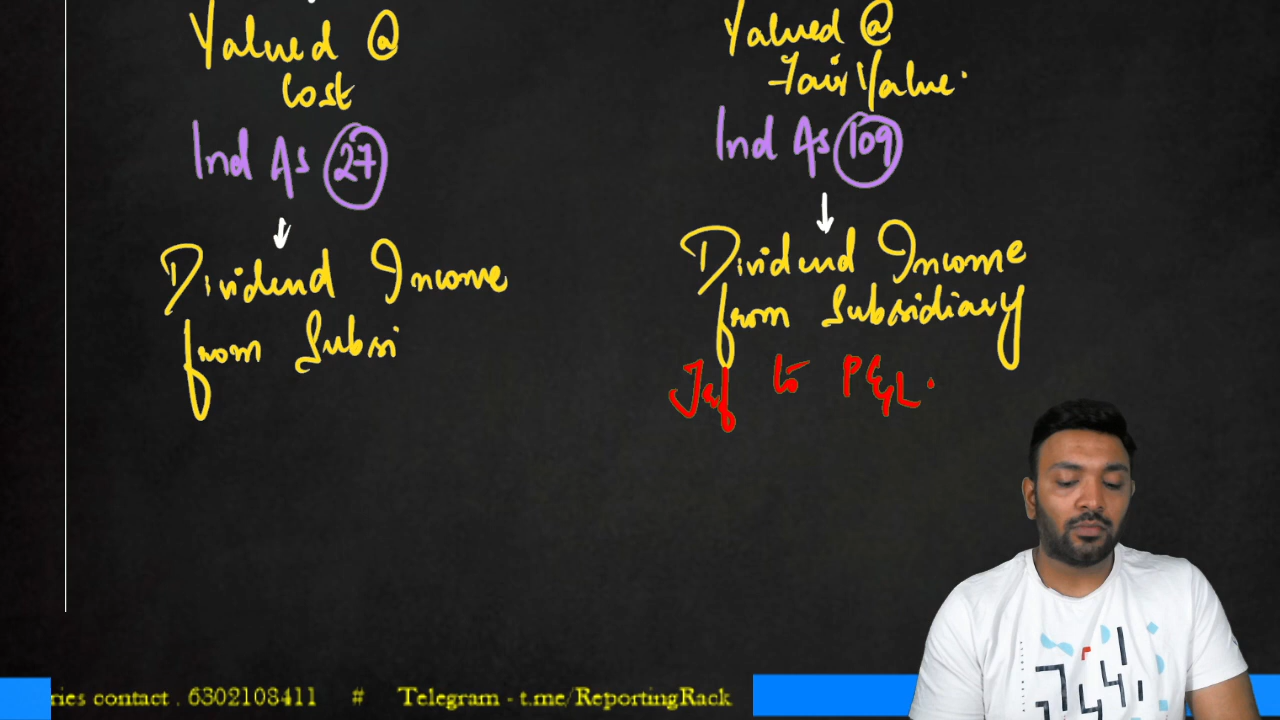 Valued @
Cost
Ind As 27
Dividend Income
from Subsi
Valued @
Fair Value.
Ind As 109
Dividend Income
from Subsidiary
Trf to P&L.
ries contact . 6302108411 # Telegram - t.me/ReportingRack